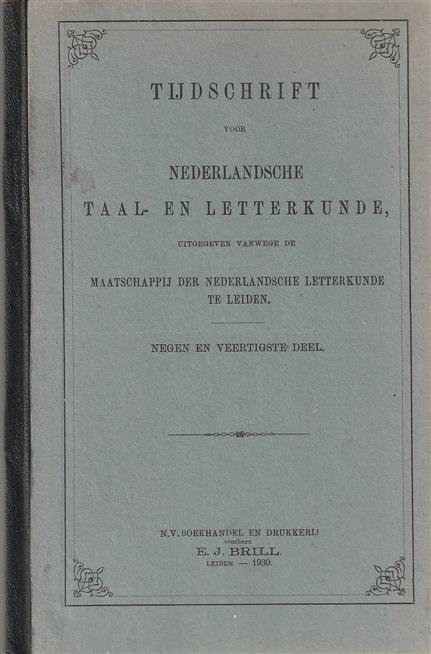 TIJDSCHRIFT
VOOR
NEDERLANDSCHE
TAAL- EN LETTERKUNDE,
UITGEGEVEN VANWEGE DE
MAATSCHAPPIJ DER NEDERLANDSCHE LETTERKUNDE
TE LEIDEN.
NEGEN EN VEERTIGSTE DEEL.
N.V. BOEKHANDEL EN DRUKKERIJ
voorheen
E. J. BRILL.
LEIDEN — 1930.